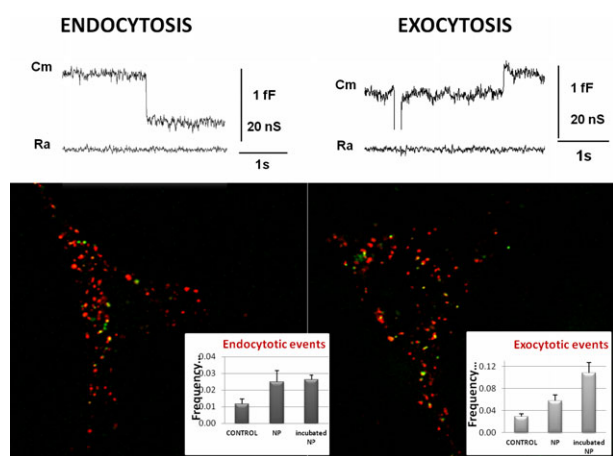 ENDOCYTOSIS
EXOCYTOSIS
Cm
1 fF
20 nS
Ra
1s
Cm
1 fF
20 nS
Ra
1s
Endocytotic events
Frequency...
0.04
0.03
0.02
0.01
0.00
CONTROL
NP
incubated
NP
Exocytotic events
Frequency...
0.12
0.08
0.04
0.00
CONTROL
NP
incubated
NP